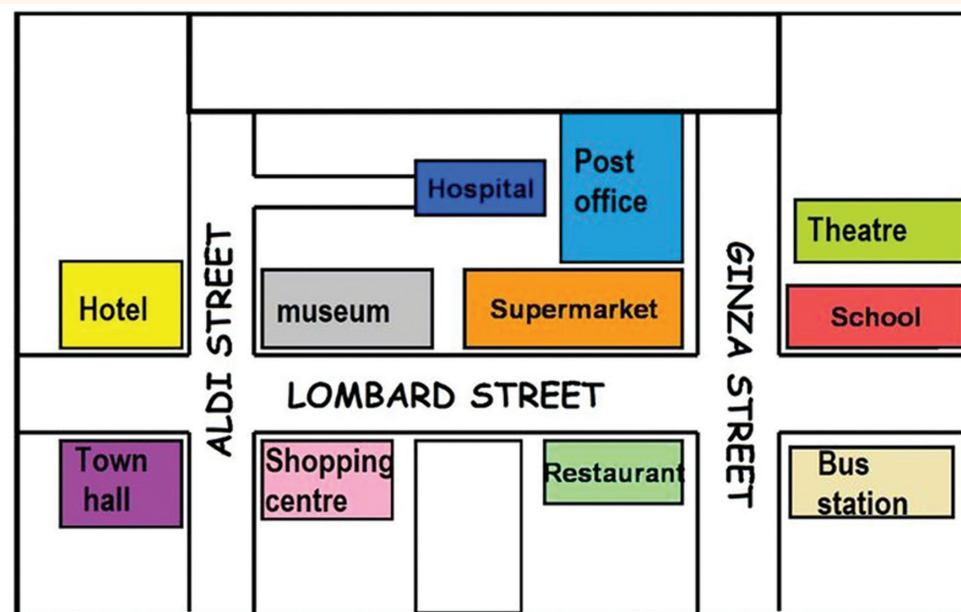 Post
office
Hospital
Theatre
Hotel
museum
Supermarket
School
ALDI STREET
GINZA STREET
LOMBARD STREET
Town
hall
Shopping
centre
Restaurant
Bus
station